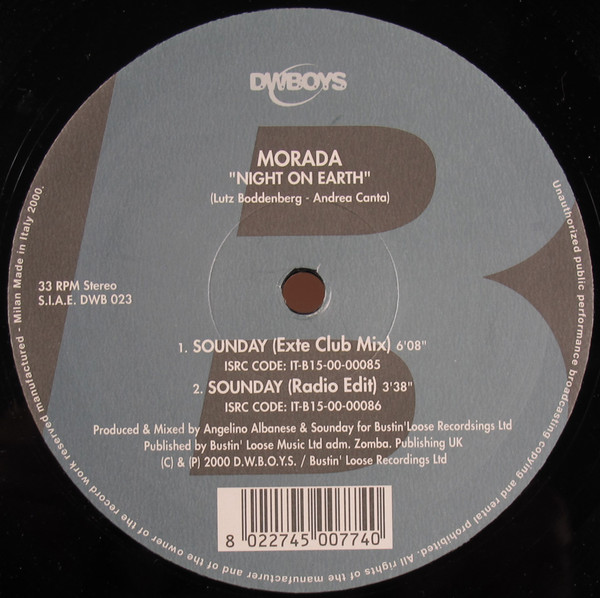 DWBOYS
MORADA
"NIGHT ON EARTH"
(Lutz Boddenberg - Andrea Canta)
33 RPM Stereo
S.I.A.E. DWB 023
1. SOUNDAY (Exte Club Mix) 6'08"
ISRC CODE: IT-B15-00-00085
2. SOUNDAY (Radio Edit) 3'38"
ISRC CODE: IT-B15-00-00086
Produced & Mixed by Angelino Albanese & Sounday for Bustin'Loose Recordsings Ltd
Published by Bustin' Loose Music Ltd adm. Zomba. Publishing UK
(C) & (P) 2000 D.W.B.O.Y.S. / Bustin' Loose Recordings Ltd
8 022745 007740
Unauthorized public performance broadcasting copying and rental prohibited. All rights of the manufacturer and of the owner of the record work reserved manufactured - Milan Made in Italy 2000.